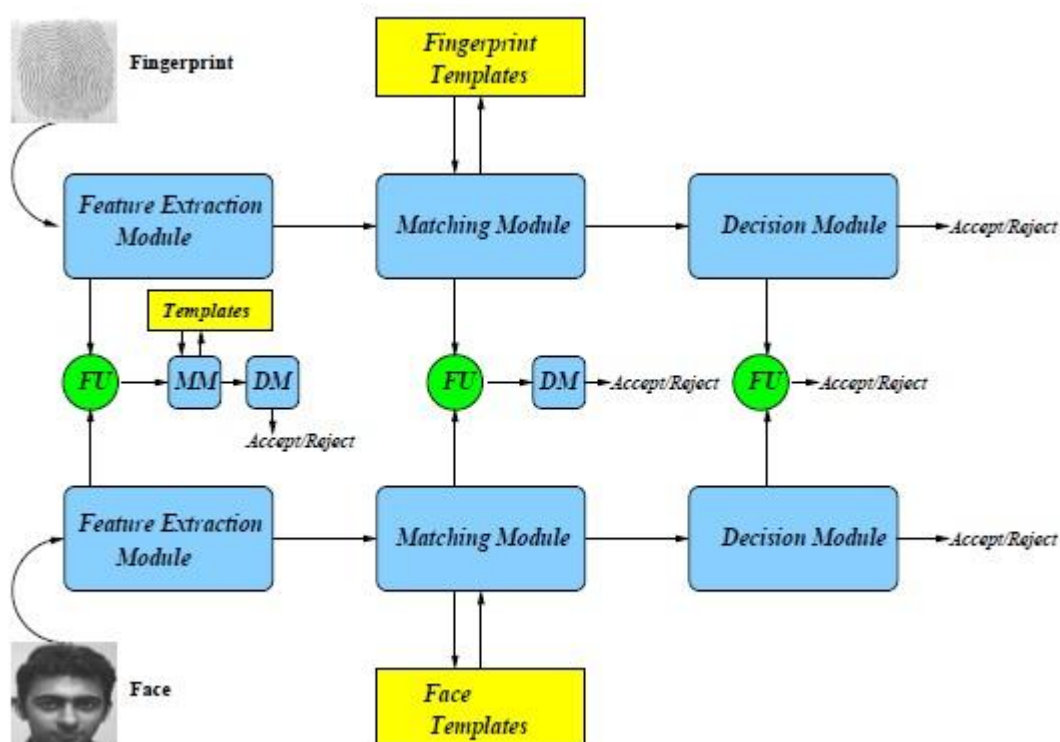 Fingerprint
Fingerprint
Templates
Feature Extraction
Module
Matching Module
Decision Module
Accept/Reject
Templates
FU
MM
DM
Accept/Reject
FU
DM
Accept/Reject
FU
Accept/Reject
Feature Extraction
Module
Matching Module
Decision Module
Accept/Reject
Face
Face
Templates